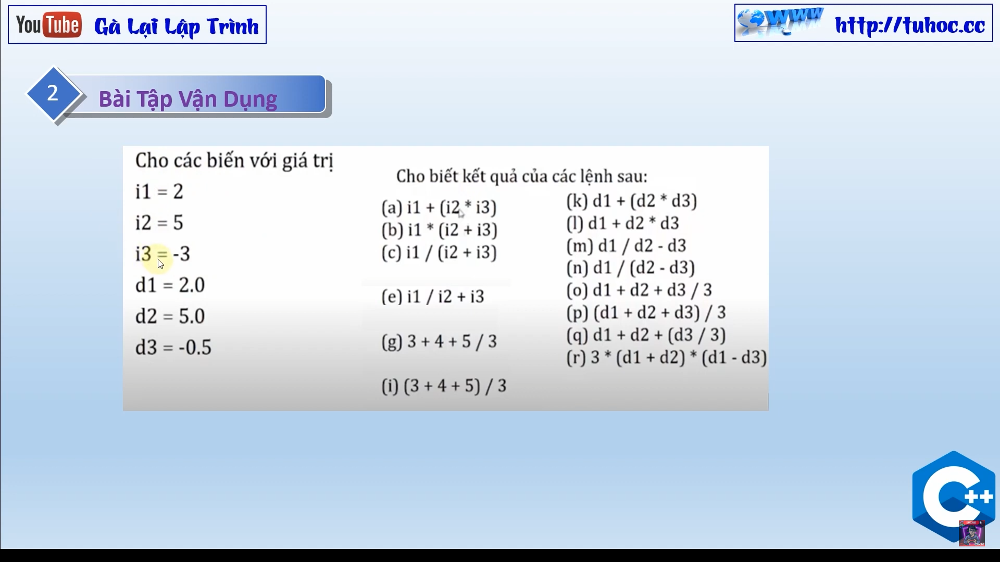 YouTube Gà Lại Lập Trình
WWW http://tuhoc.cc
2 Bài Tập Vận Dụng
Cho các biến với giá trị
i1 = 2
i2 = 5
i3 = -3
d1 = 2.0
d2 = 5.0
d3 = -0.5
Cho biết kết quả của các lệnh sau:
(a) i1 + (i2 * i3)
(b) i1 * (i2 + i3)
(c) i1 / (i2 + i3)
(e) i1 / i2 + i3
(g) 3 + 4 + 5 / 3
(i) (3 + 4 + 5) / 3
(k) d1 + (d2 * d3)
(l) d1 + d2 * d3
(m) d1 / d2 - d3
(n) d1 / (d2 - d3)
(o) d1 + d2 + d3 / 3
(p) (d1 + d2 + d3) / 3
(q) d1 + d2 + (d3 / 3)
(r) 3 * (d1 + d2) * (d1 - d3)
C++
SUBSCRIBE
Click!